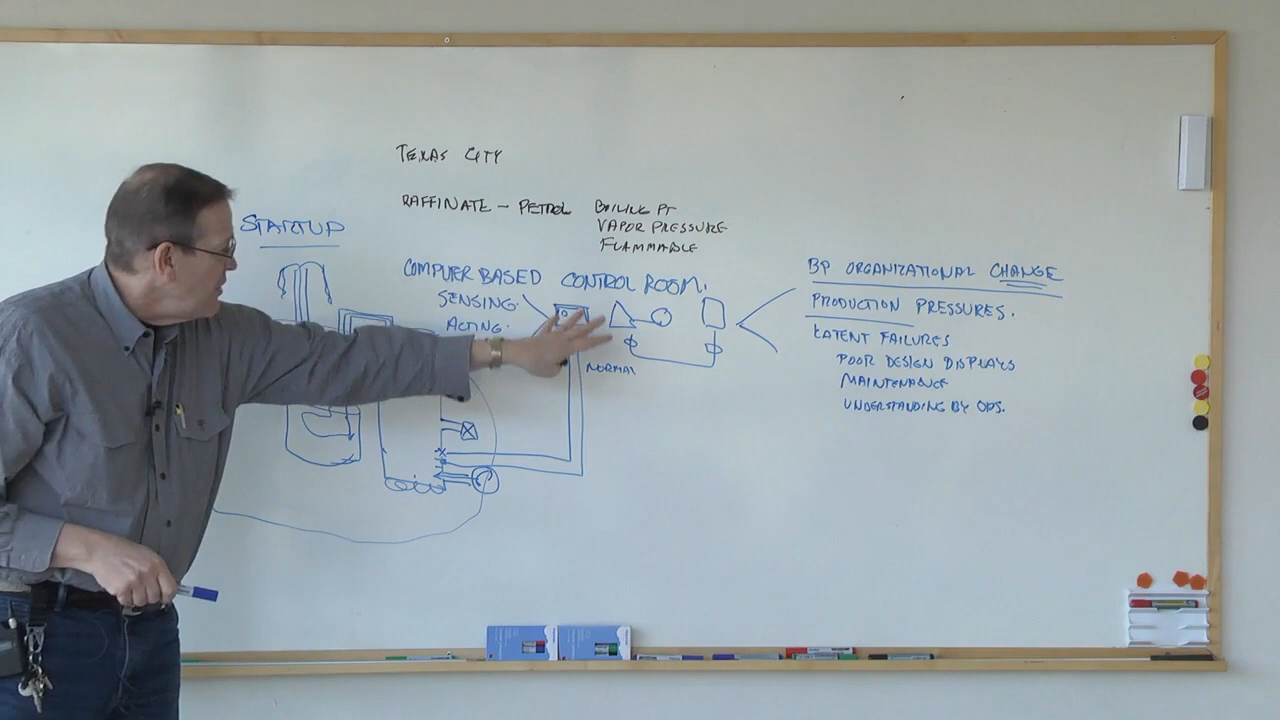 TEXAS CITY
RAFFINATE - PETROL BOILING PT
VAPOR PRESSURE
FLAMMABLE
STARTUP
COMPUTER BASED CONTROL ROOM.
SENSING.
ACTING.
NORMAL
BP ORGANIZATIONAL CHANGE
PRODUCTION PRESSURES.
LATENT FAILURES
POOR DESIGN DISPLAYS
MAINTENANCE
UNDERSTANDING BY OPS.